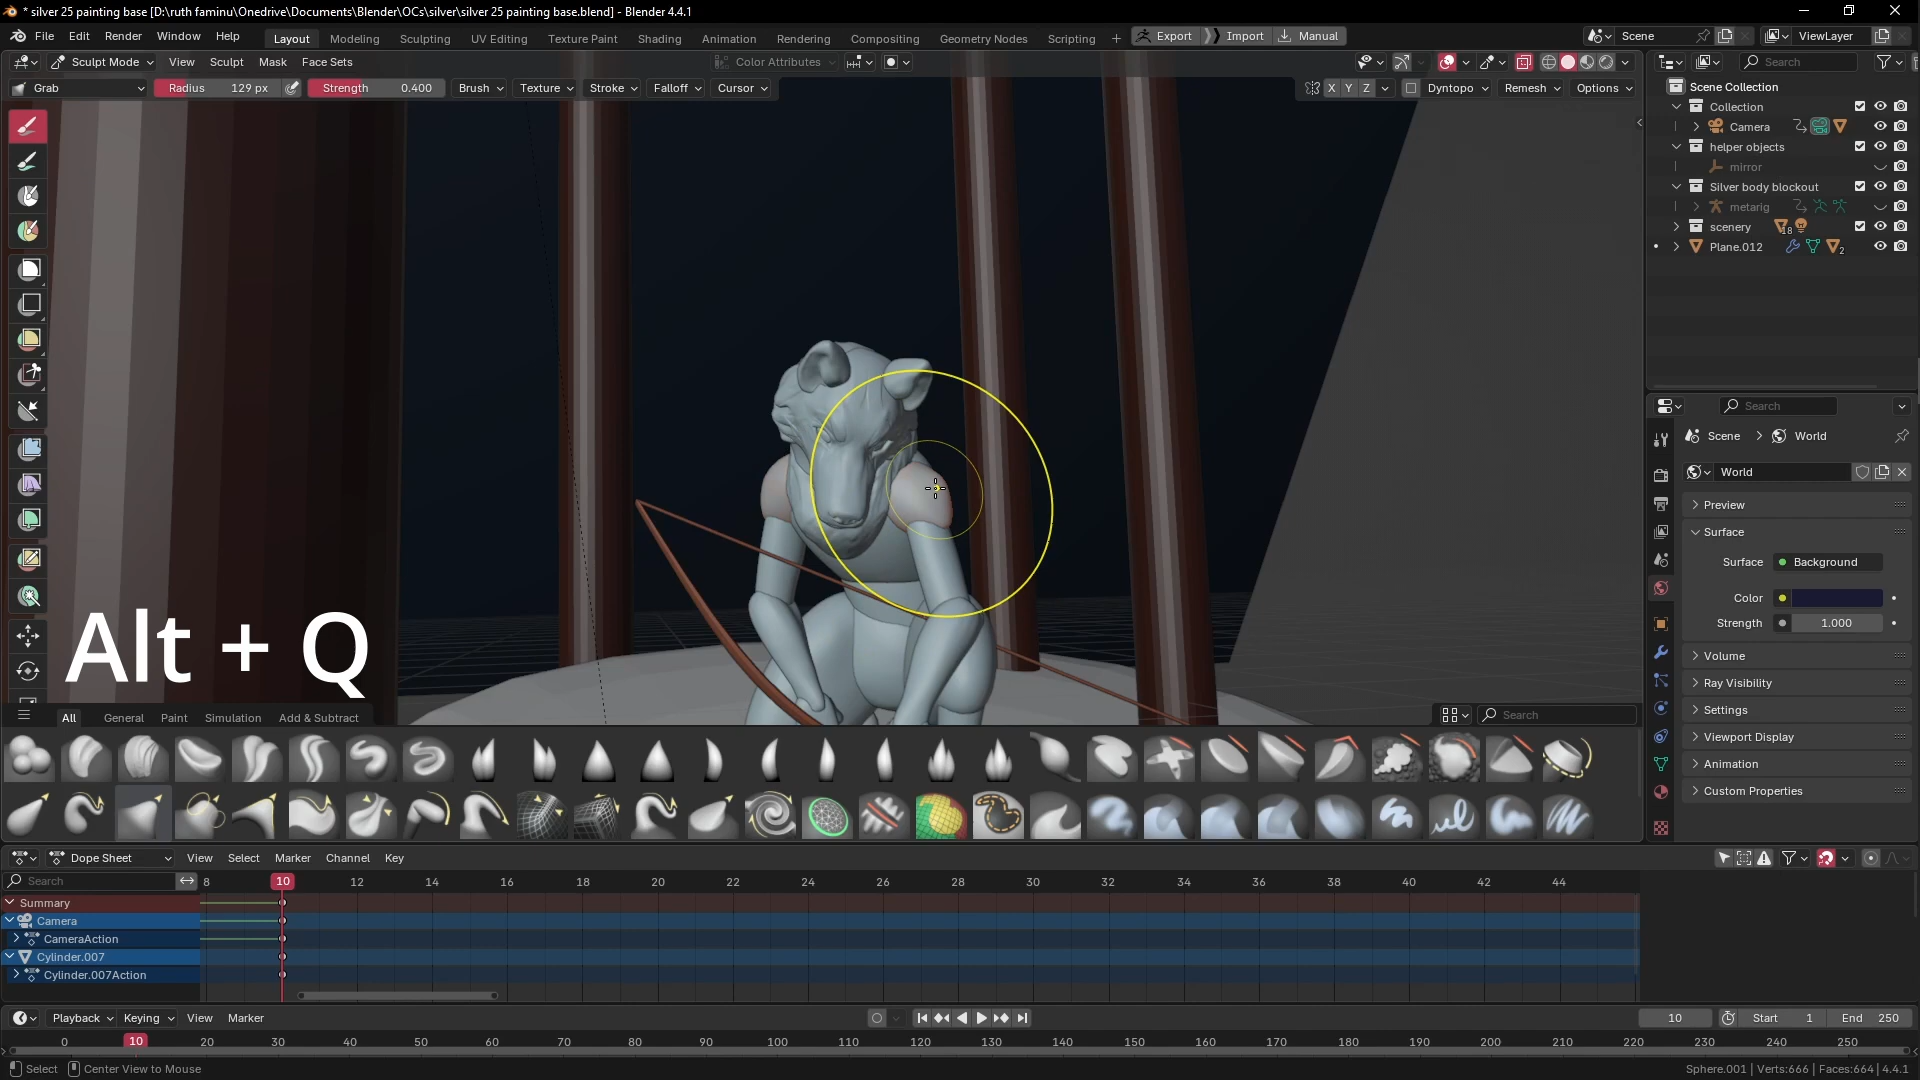 * silver 25 painting base [D:\ruth faminu\Onedrive\Documents\Blender\OCs\silver\silver 25 painting base.blend] - Blender 4.4.1
File Edit Render Window Help Layout Modeling Sculpting UV Editing Texture Paint Shading Animation Rendering Compositing Geometry Nodes Scripting + Export Import Manual Scene ViewLayer
Sculpt Mode View Sculpt Mask Face Sets Color Attributes Search
Grab Radius 129 px Strength 0.400 Brush Texture Stroke Falloff Cursor X Y Z Dyntopo Remesh Options
Scene Collection
Collection
Camera
helper objects
mirror
Silver body blockout
metarig
scenery 18
Plane.012 2
Search
Scene > World
World
Preview
Surface
Surface Background
Color
Strength 1.000
Volume
Ray Visibility
Settings
Viewport Display
Animation
Custom Properties
Alt + Q
All General Paint Simulation Add & Subtract Search
Dope Sheet View Select Marker Channel Key
Search 8 10 12 14 16 18 20 22 24 26 28 30 32 34 36 38 40 42 44
Summary
Camera
CameraAction
Cylinder.007
Cylinder.007Action
Playback Keying View Marker 10 Start 1 End 250
0 10 20 30 40 50 60 70 80 90 100 110 120 130 140 150 160 170 180 190 200 210 220 230 240 250
Select Center View to Mouse Sphere.001 | Verts:666 | Faces:664 | 4.4.1